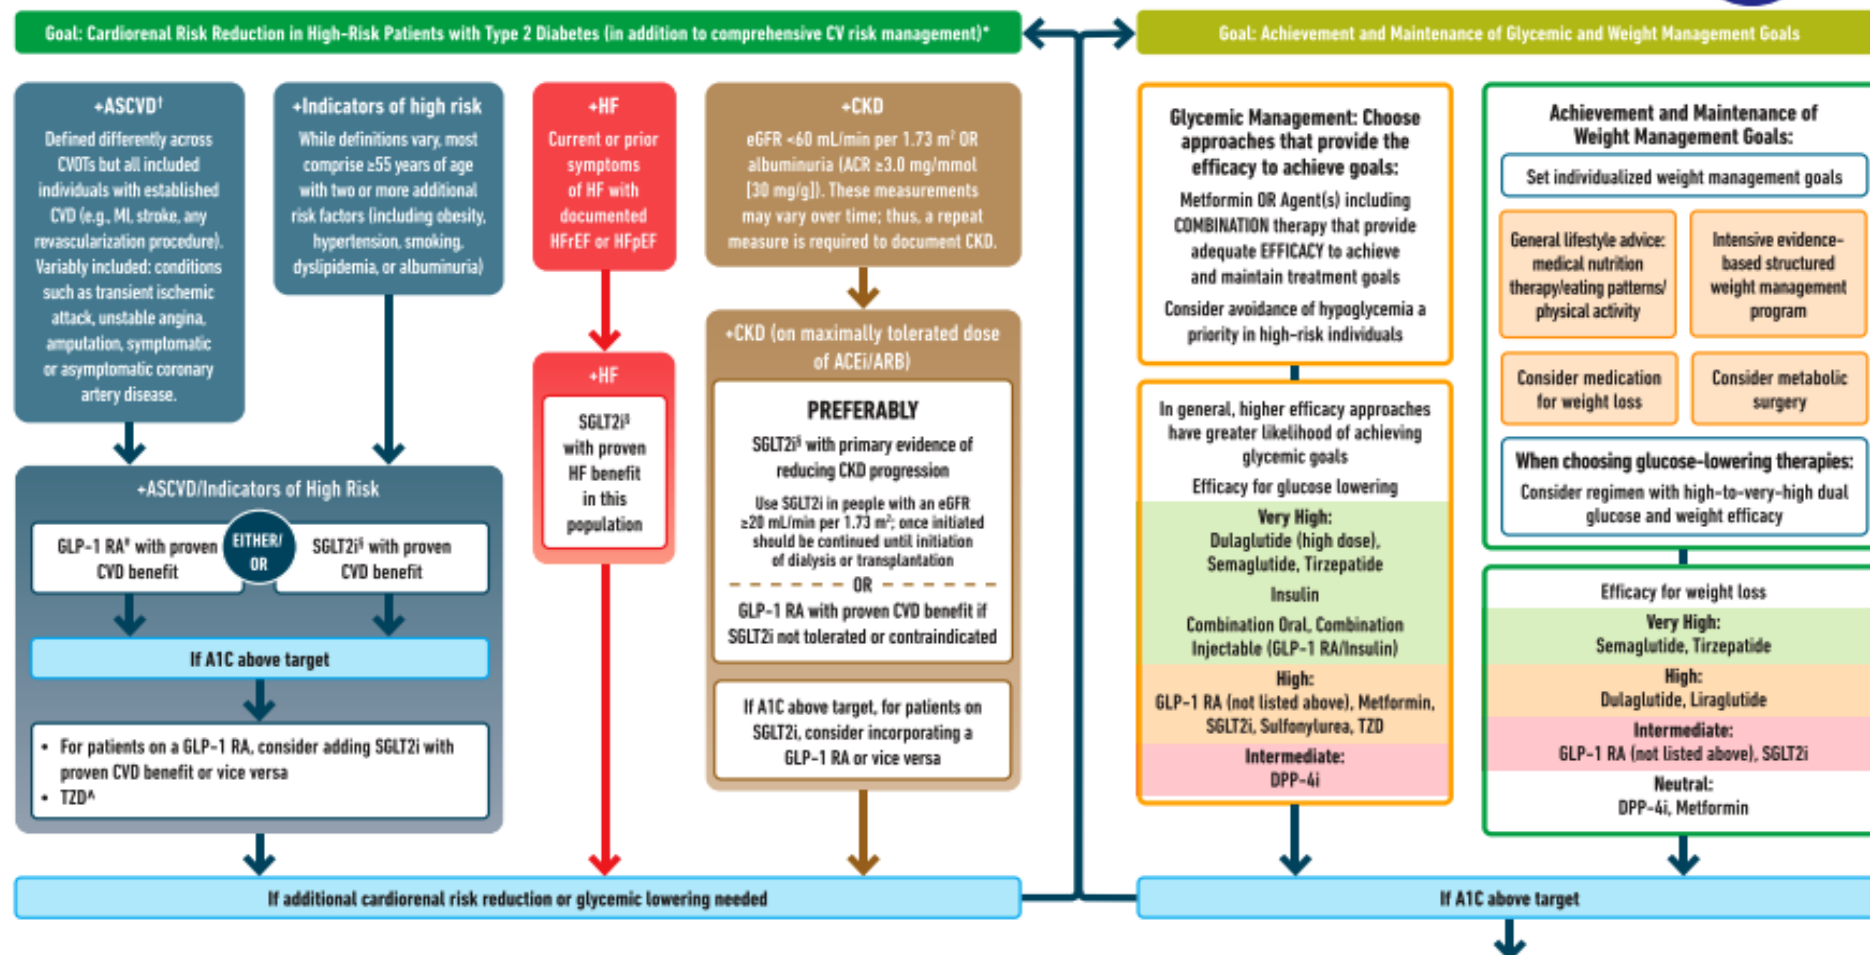 Goal: Cardiorenal Risk Reduction in High-Risk Patients with Type 2 Diabetes (in addition to comprehensive CV risk management)*
+ASCVD†
Defined differently across
CVOTs but all included
individuals with established
CVD (e.g., MI, stroke, any
revascularization procedure).
Variably included: conditions
such as transient ischemic
attack, unstable angina,
amputation, symptomatic
or asymptomatic coronary
artery disease.
+Indicators of high risk
While definitions vary, most
comprise ≥55 years of age
with two or more additional
risk factors (including obesity,
hypertension, smoking,
dyslipidemia, or albuminuria)
+ASCVD/Indicators of High Risk
GLP-1 RA# with proven
CVD benefit
EITHER/
OR
SGLT2i§ with proven
CVD benefit
If A1C above target
• For patients on a GLP-1 RA, consider adding SGLT2i with
proven CVD benefit or vice versa
• TZD^
+HF
Current or prior
symptoms
of HF with
documented
HFrEF or HFpEF
+HF
SGLT2i§
with proven
HF benefit
in this
population
+CKD
eGFR <60 mL/min per 1.73 m² OR
albuminuria (ACR ≥3.0 mg/mmol
[30 mg/g]). These measurements
may vary over time; thus, a repeat
measure is required to document CKD.
+CKD (on maximally tolerated dose
of ACEi/ARB)
PREFERABLY
SGLT2i§ with primary evidence of
reducing CKD progression
Use SGLT2i in people with an eGFR
≥20 mL/min per 1.73 m²; once initiated
should be continued until initiation
of dialysis or transplantation
OR
GLP-1 RA with proven CVD benefit if
SGLT2i not tolerated or contraindicated
If A1C above target, for patients on
SGLT2i, consider incorporating a
GLP-1 RA or vice versa
If additional cardiorenal risk reduction or glycemic lowering needed
Goal: Achievement and Maintenance of Glycemic and Weight Management Goals
Glycemic Management: Choose
approaches that provide the
efficacy to achieve goals:
Metformin OR Agent(s) including
COMBINATION therapy that provide
adequate EFFICACY to achieve
and maintain treatment goals
Consider avoidance of hypoglycemia a
priority in high-risk individuals
In general, higher efficacy approaches
have greater likelihood of achieving
glycemic goals
Efficacy for glucose lowering
Very High:
Dulaglutide (high dose),
Semaglutide, Tirzepatide
Insulin
Combination Oral, Combination
Injectable (GLP-1 RA/Insulin)
High:
GLP-1 RA (not listed above), Metformin,
SGLT2i, Sulfonylurea, TZD
Intermediate:
DPP-4i
Achievement and Maintenance of
Weight Management Goals:
Set individualized weight management goals
General lifestyle advice:
medical nutrition
therapy/eating patterns/
physical activity
Intensive evidence-
based structured
weight management
program
Consider medication
for weight loss
Consider metabolic
surgery
When choosing glucose-lowering therapies:
Consider regimen with high-to-very-high dual
glucose and weight efficacy
Efficacy for weight loss
Very High:
Semaglutide, Tirzepatide
High:
Dulaglutide, Liraglutide
Intermediate:
GLP-1 RA (not listed above), SGLT2i
Neutral:
DPP-4i, Metformin
If A1C above target